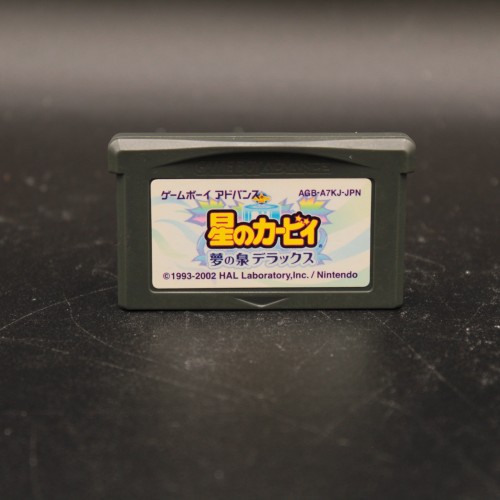 ゲームボーイ アドバンス
AGB-A7KJ-JPN
星のカービィ
夢の泉デラックス
©1993-2002 HAL Laboratory,Inc. / Nintendo